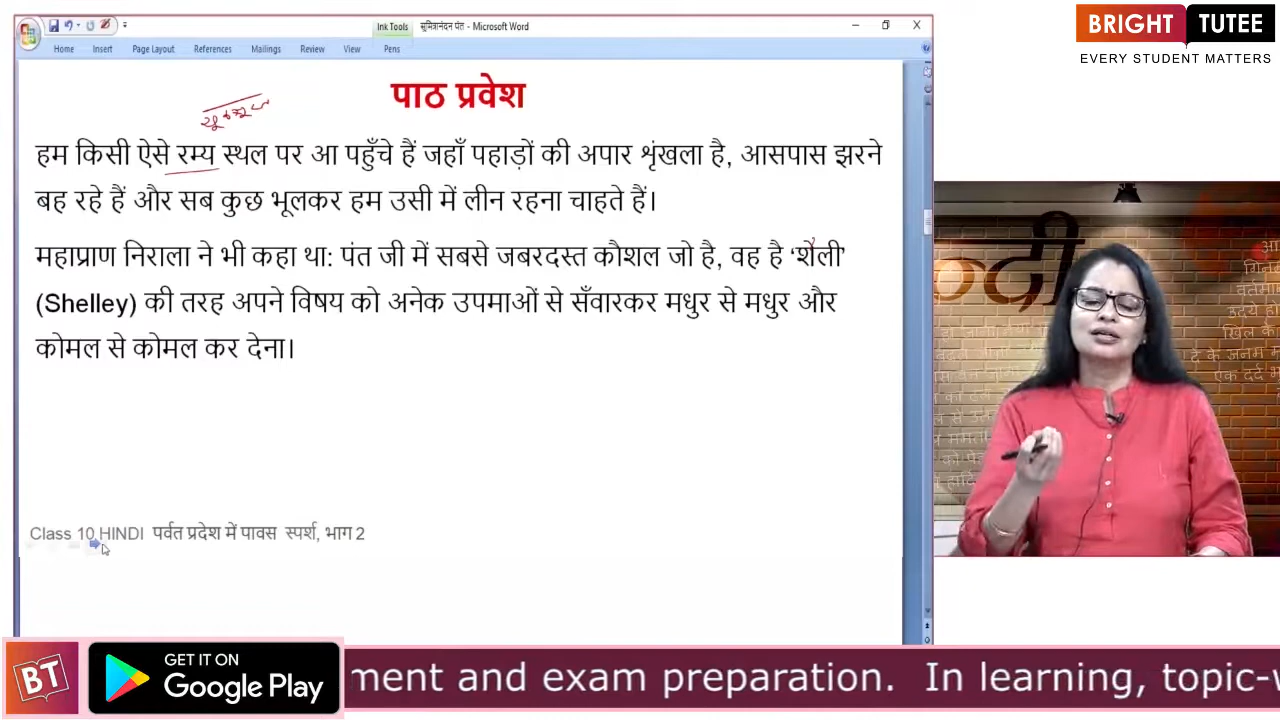 सुमित्रानंदन पंत - Microsoft Word
Ink Tools
Home Insert Page Layout References Mailings Review View Pens
BRIGHT TUTEE
EVERY STUDENT MATTERS
पाठ प्रवेश
हम किसी ऐसे रम्य स्थल पर आ पहुँचे हैं जहाँ पहाड़ों की अपार शृंखला है, आसपास झरने
बह रहे हैं और सब कुछ भूलकर हम उसी में लीन रहना चाहते हैं।
महाप्राण निराला ने भी कहा था: पंत जी में सबसे जबरदस्त कौशल जो है, वह है ‘शेली’
(Shelley) की तरह अपने विषय को अनेक उपमाओं से सँवारकर मधुर से मधुर और
कोमल से कोमल कर देना।
Class 10 HINDI पर्वत प्रदेश में पावस स्पर्श, भाग 2
BT
GET IT ON
Google Play
ment and exam preparation. In learning, topic-w